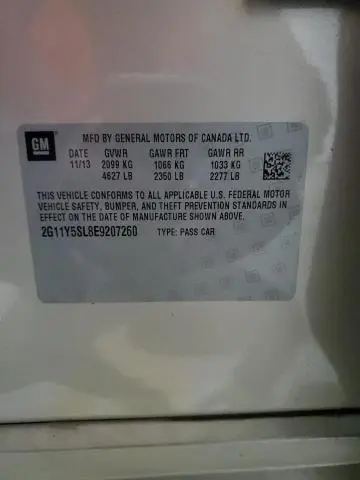 GM
MFD BY GENERAL MOTORS OF CANADA LTD.
DATE GVWR GAWR FRT GAWR RR
11/13 2099 KG 1066 KG 1033 KG
4627 LB 2350 LB 2277 LB
THIS VEHICLE CONFORMS TO ALL APPLICABLE U.S. FEDERAL MOTOR
VEHICLE SAFETY, BUMPER, AND THEFT PREVENTION STANDARDS IN
EFFECT ON THE DATE OF MANUFACTURE SHOWN ABOVE.
2G11Y5SL8E9207260 TYPE: PASS CAR